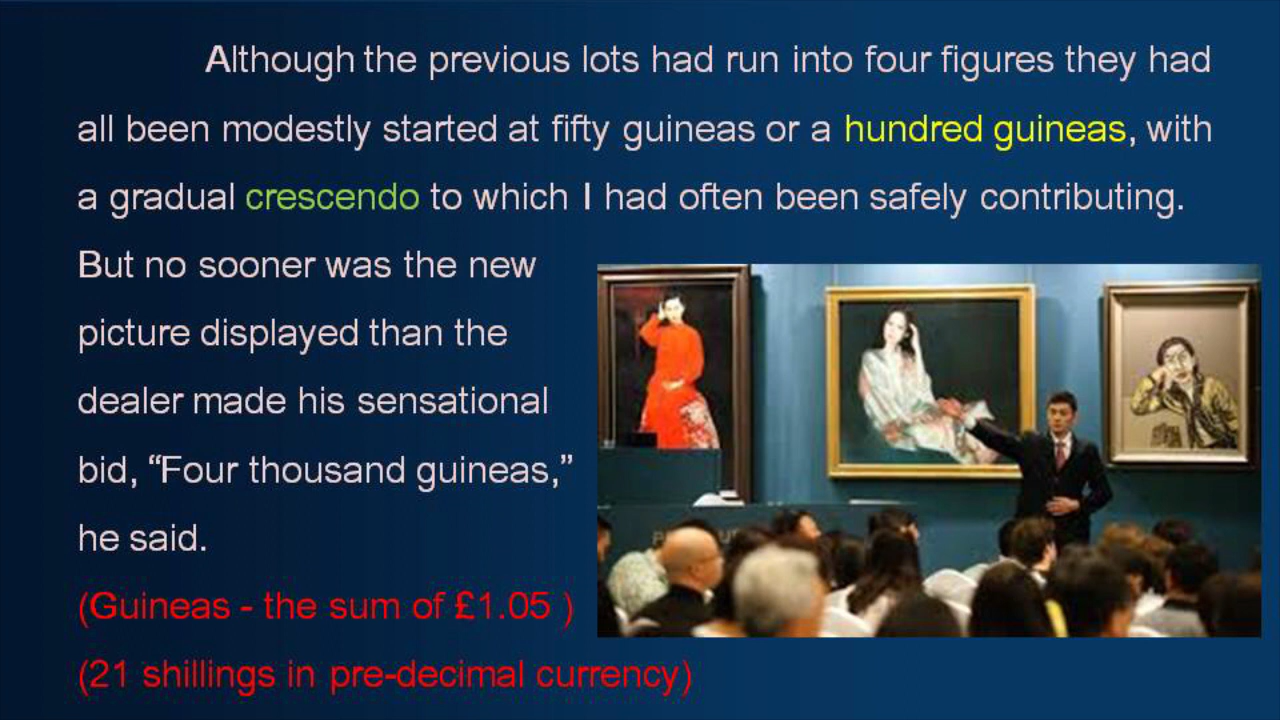 Although the previous lots had run into four figures they had
all been modestly started at fifty guineas or a hundred guineas, with
a gradual crescendo to which I had often been safely contributing.
But no sooner was the new
picture displayed than the
dealer made his sensational
bid, “Four thousand guineas,”
he said.
(Guineas - the sum of £1.05 )
(21 shillings in pre-decimal currency)